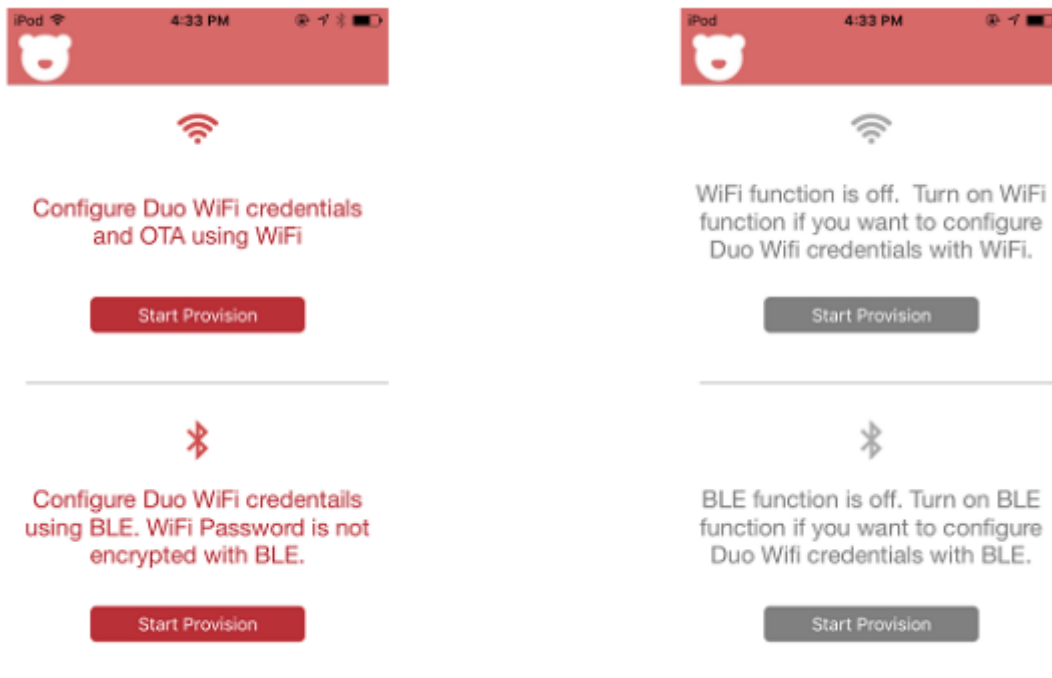 iPod 4:33 PM
Configure Duo WiFi credentials
and OTA using WiFi
Start Provision
Configure Duo WiFi credentails
using BLE. WiFi Password is not
encrypted with BLE.
Start Provision
iPod 4:33 PM
WiFi function is off. Turn on WiFi
function if you want to configure
Duo Wifi credentials with WiFi.
Start Provision
BLE function is off. Turn on BLE
function if you want to configure
Duo Wifi credentials with BLE.
Start Provision